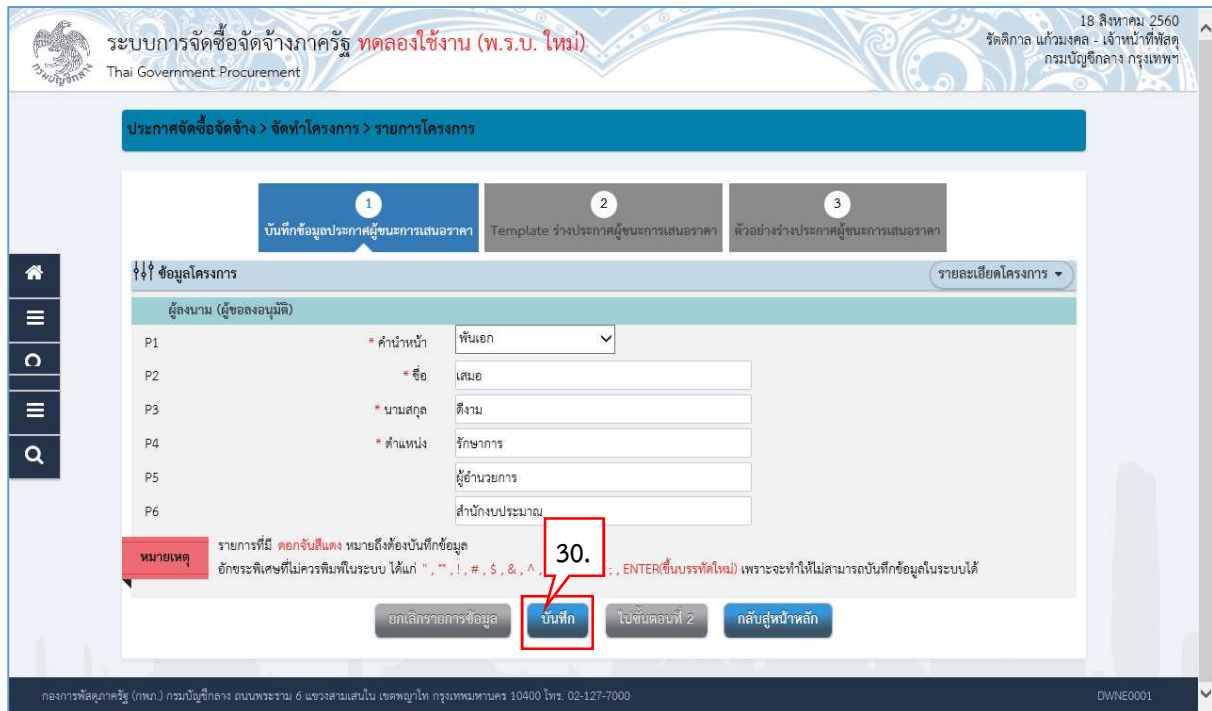 ระบบการจัดซื้อจัดจ้างภาครัฐ ทดลองใช้งาน (พ.ร.บ. ใหม่)
Thai Government Procurement
18 สิงหาคม 2560
รัตติกาล แก้วมงคล - เจ้าหน้าที่พัสดุ
กรมบัญชีกลาง กรุงเทพฯ
ประกาศจัดซื้อจัดจ้าง > จัดทำโครงการ > รายการโครงการ
1
บันทึกข้อมูลประกาศผู้ชนะการเสนอราคา
2
Template ร่างประกาศผู้ชนะการเสนอราคา
3
ตัวอย่างร่างประกาศผู้ชนะการเสนอราคา
ข้อมูลโครงการ
รายละเอียดโครงการ
ผู้ลงนาม (ผู้ขอลงอนุมัติ)
P1 * คำนำหน้า พันเอก
P2 * ชื่อ เสมอ
P3 * นามสกุล ดีงาม
P4 * ตำแหน่ง รักษาการ
P5 ผู้อำนวยการ
P6 สำนักงบประมาณ
หมายเหตุ
รายการที่มี ดอกจันสีแดง หมายถึงต้องบันทึกข้อมูล
อักขระพิเศษที่ไม่ควรพิมพ์ในระบบ ได้แก่ " , "" , ! , # , $ , & , ^ , ; , ENTER(ขึ้นบรรทัดใหม่) เพราะจะทำให้ไม่สามารถบันทึกข้อมูลในระบบได้
30.
ยกเลิกรายการข้อมูล บันทึก ไปขั้นตอนที่ 2 กลับสู่หน้าหลัก
กองการพัสดุภาครัฐ (กพภ.) กรมบัญชีกลาง ถนนพระราม 6 แขวงสามเสนใน เขตพญาไท กรุงเทพมหานคร 10400 โทร. 02-127-7000
DWNE0001